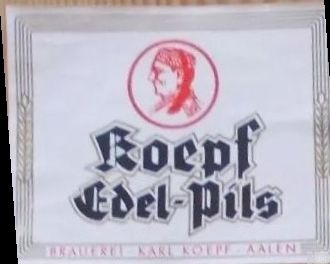 Koepf
Edel-Pils
BRAUEREI KARL KOEPF AALEN